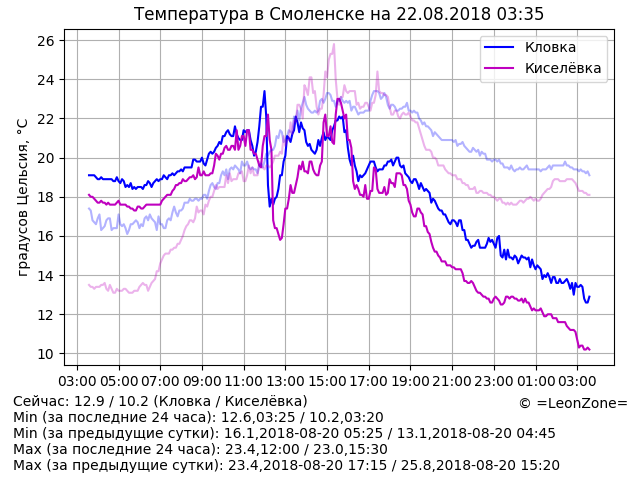 Температура в Смоленске на 22.08.2018 03:35
Кловка
Киселёвка
градусов Цельсия, °C
26
24
22
20
18
16
14
12
10
03:00 05:00 07:00 09:00 11:00 13:00 15:00 17:00 19:00 21:00 23:00 01:00 03:00
Сейчас: 12.9 / 10.2 (Кловка / Киселёвка)
© =LeonZone=
Min (за последние 24 часа): 12.6,03:25 / 10.2,03:20
Min (за предыдущие сутки): 16.1,2018-08-20 05:25 / 13.1,2018-08-20 04:45
Max (за последние 24 часа): 23.4,12:00 / 23.0,15:30
Max (за предыдущие сутки): 23.4,2018-08-20 17:15 / 25.8,2018-08-20 15:20